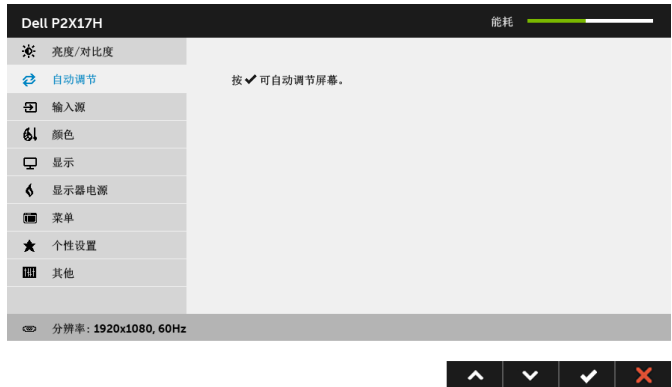 Dell P2X17H 能耗
亮度/对比度
自动调节 按✔可自动调节屏幕。
输入源
颜色
显示
显示器电源
菜单
个性设置
其他
分辨率: 1920x1080, 60Hz